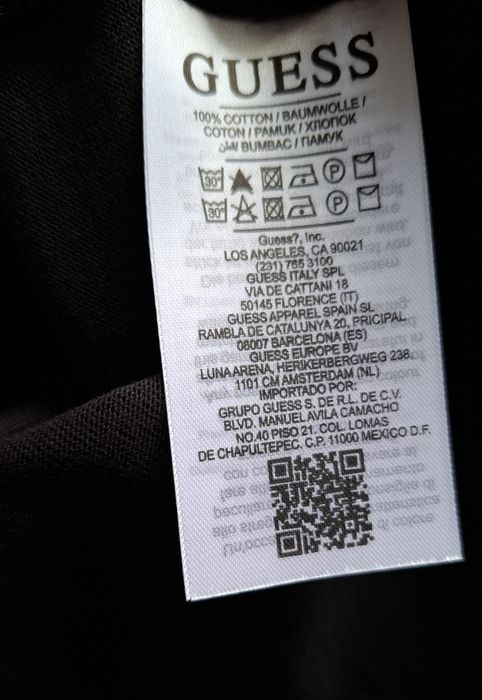 GUESS
100% COTTON / BAUMWOLLE /
COTON / PAMUK / ХЛОПОК
BUMBAC / ПАМУК
30°
P
30°
P
Guess?, Inc.
LOS ANGELES, CA 90021
(231) 765 3100
GUESS ITALY SPL
VIA DE CATTANI 18
50145 FLORENCE (IT)
GUESS APPAREL SPAIN SL
RAMBLA DE CATALUNYA 20, PRICIPAL
08007 BARCELONA (ES)
GUESS EUROPE BV
LUNA ARENA, HERIKERBERGWEG 238,
1101 CM AMSTERDAM (NL)
IMPORTADO POR:
GRUPO GUESS S. DE R.L. DE C.V.
BLVD. MANUEL AVILA CAMACHO
NO.40 PISO 21. COL. LOMAS
DE CHAPULTEPEC. C.P. 11000 MEXICO D.F.